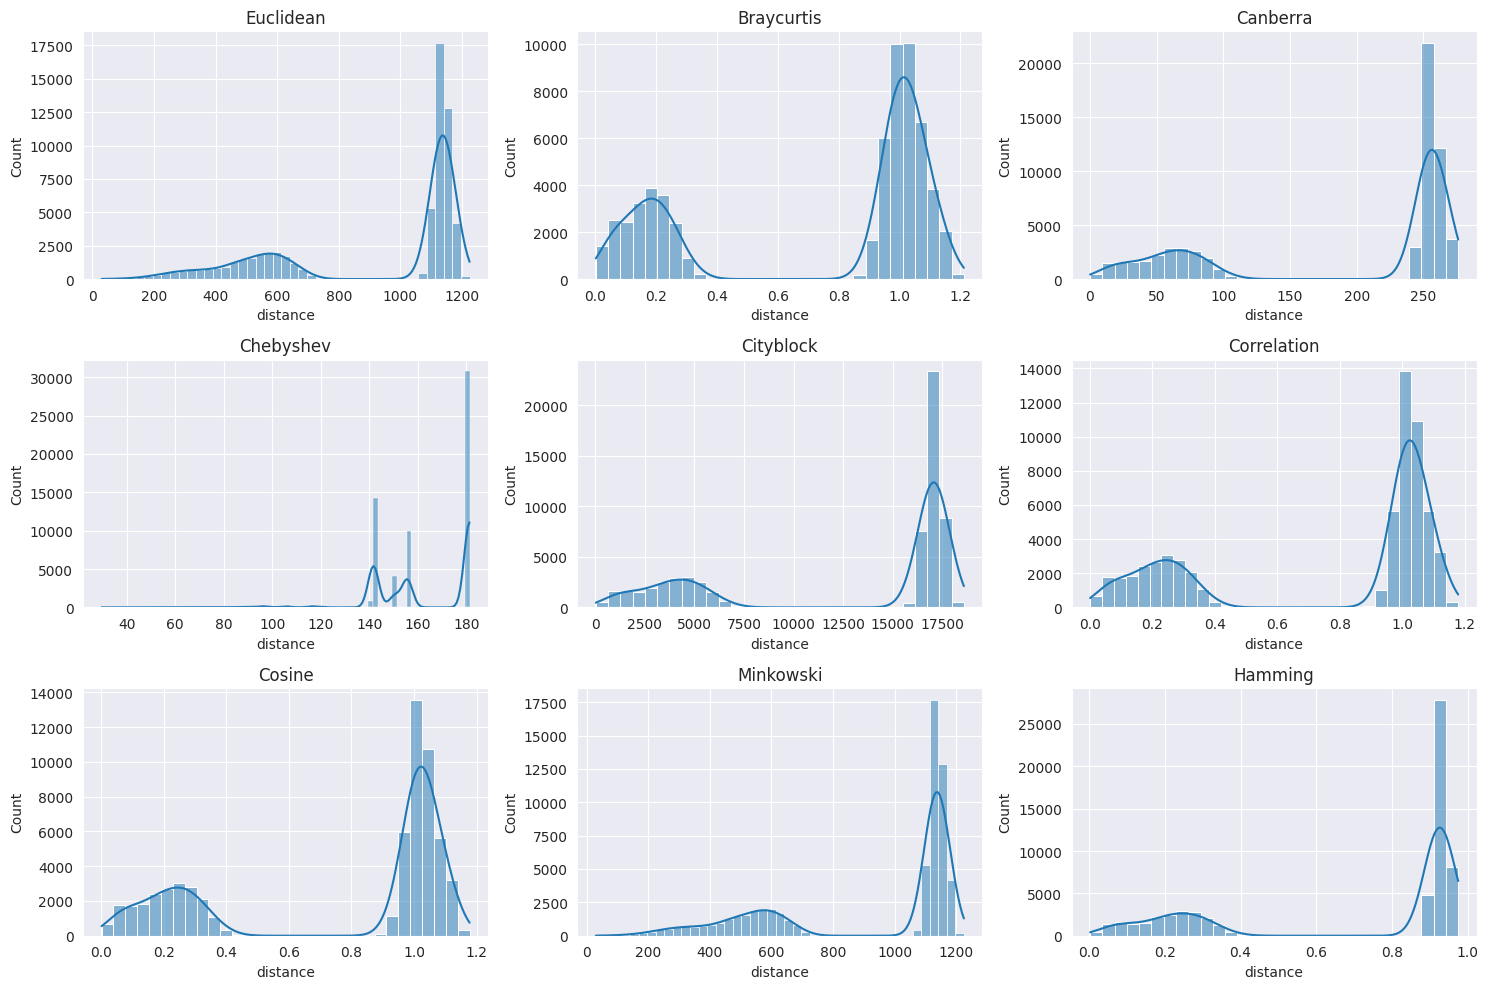 Euclidean
17500
15000
12500
10000
7500
5000
2500
0
Count
0 200 400 600 800 1000 1200
distance
Braycurtis
10000
8000
6000
4000
2000
0
Count
0.0 0.2 0.4 0.6 0.8 1.0 1.2
distance
Canberra
20000
15000
10000
5000
0
Count
0 50 100 150 200 250
distance
Chebyshev
30000
25000
20000
15000
10000
5000
0
Count
40 60 80 100 120 140 160 180
distance
Cityblock
20000
15000
10000
5000
0
Count
0 2500 5000 7500 10000 12500 15000 17500
distance
Correlation
14000
12000
10000
8000
6000
4000
2000
0
Count
0.0 0.2 0.4 0.6 0.8 1.0 1.2
distance
Cosine
14000
12000
10000
8000
6000
4000
2000
0
Count
0.0 0.2 0.4 0.6 0.8 1.0 1.2
distance
Minkowski
17500
15000
12500
10000
7500
5000
2500
0
Count
0 200 400 600 800 1000 1200
distance
Hamming
25000
20000
15000
10000
5000
0
Count
0.0 0.2 0.4 0.6 0.8 1.0
distance